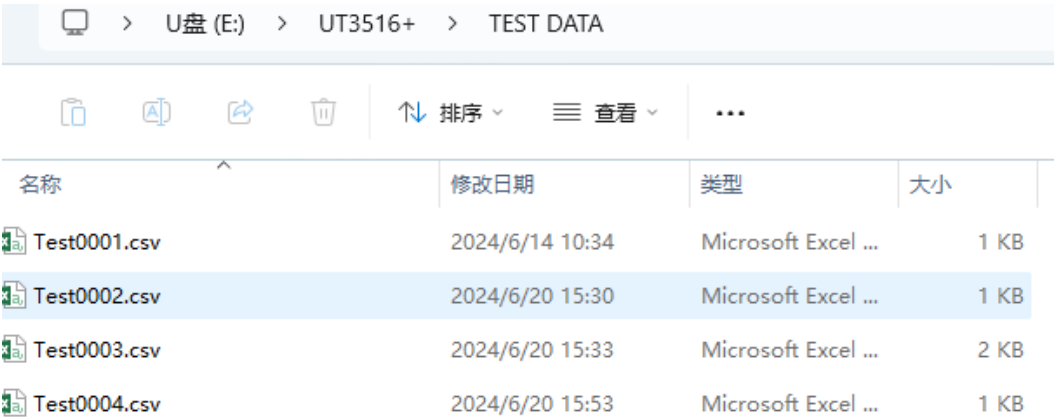 > U盘 (E:) > UT3516+ > TEST DATA
排序 查看 ...
名称 修改日期 类型 大小
Test0001.csv 2024/6/14 10:34 Microsoft Excel ... 1 KB
Test0002.csv 2024/6/20 15:30 Microsoft Excel ... 1 KB
Test0003.csv 2024/6/20 15:33 Microsoft Excel ... 2 KB
Test0004.csv 2024/6/20 15:53 Microsoft Excel ... 1 KB